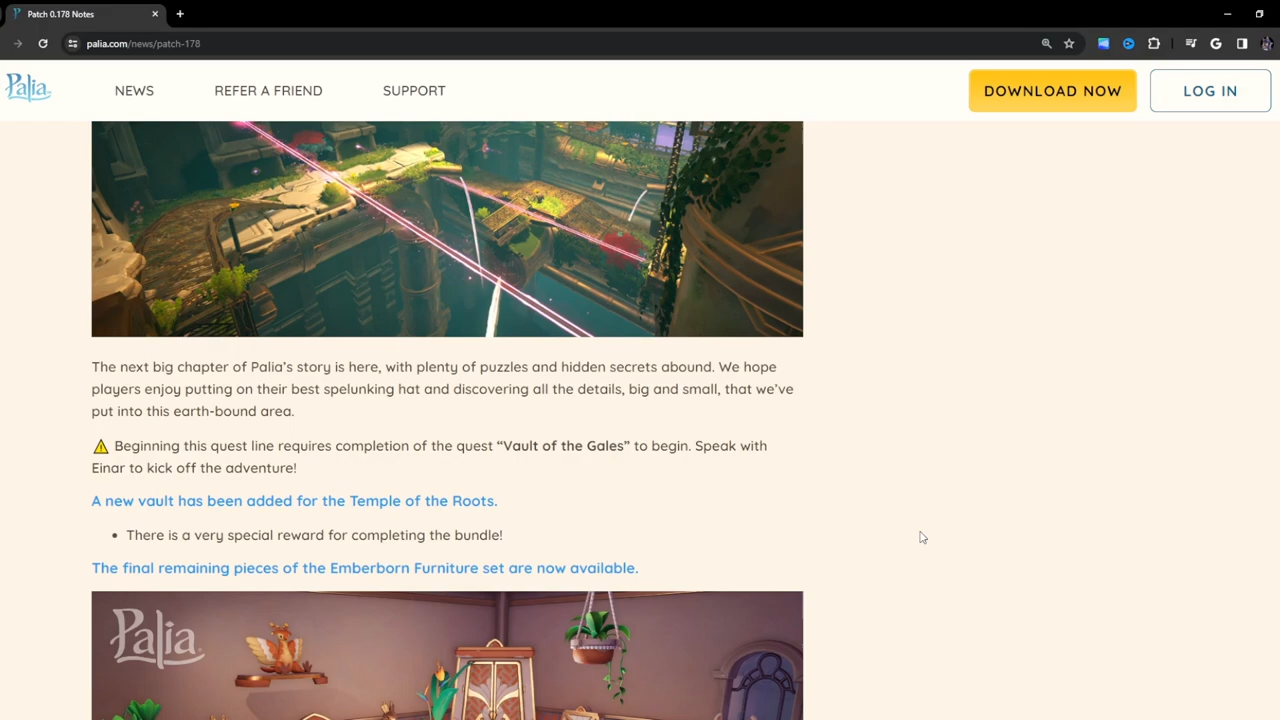 Patch 0.178 Notes
palia.com/news/patch-178
Palia
NEWS
REFER A FRIEND
SUPPORT
DOWNLOAD NOW
LOG IN
The next big chapter of Palia’s story is here, with plenty of puzzles and hidden secrets abound. We hope
players enjoy putting on their best spelunking hat and discovering all the details, big and small, that we’ve
put into this earth-bound area.
⚠ Beginning this quest line requires completion of the quest “Vault of the Gales” to begin. Speak with
Einar to kick off the adventure!
A new vault has been added for the Temple of the Roots.
• There is a very special reward for completing the bundle!
The final remaining pieces of the Emberborn Furniture set are now available.
Palia